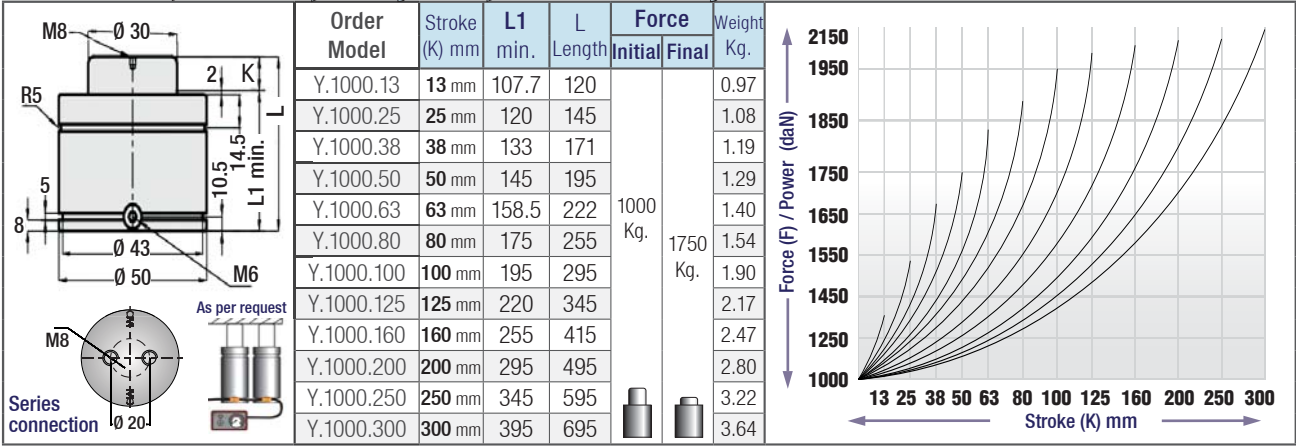 M8
Ø 30
2
K
L
R5
14.5
L1 min.
10.5
5
8
Ø 43
Ø 50
M6
As per request
M8
Series
connection
Ø 20
Order Model | Stroke (K) mm | L1 min. | L Length | Force Initial | Final | Weight Kg.
Y.1000.13 13 mm 107.7 120 0.97
Y.1000.25 25 mm 120 145 1.08
Y.1000.38 38 mm 133 171 1.19
Y.1000.50 50 mm 145 195 1.29
Y.1000.63 63 mm 158.5 222 1.40
Y.1000.80 80 mm 175 255 1.54
Y.1000.100 100 mm 195 295 1.90
Y.1000.125 125 mm 220 345 2.17
Y.1000.160 160 mm 255 415 2.47
Y.1000.200 200 mm 295 495 2.80
Y.1000.250 250 mm 345 595 3.22
Y.1000.300 300 mm 395 695 3.64
1000
Kg.
1750
Kg.
Force (F) / Power (daN)
2150
1950
1850
1750
1650
1550
1450
1250
1000
13 25 38 50 63 80 100 125 160 200 250 300
Stroke (K) mm